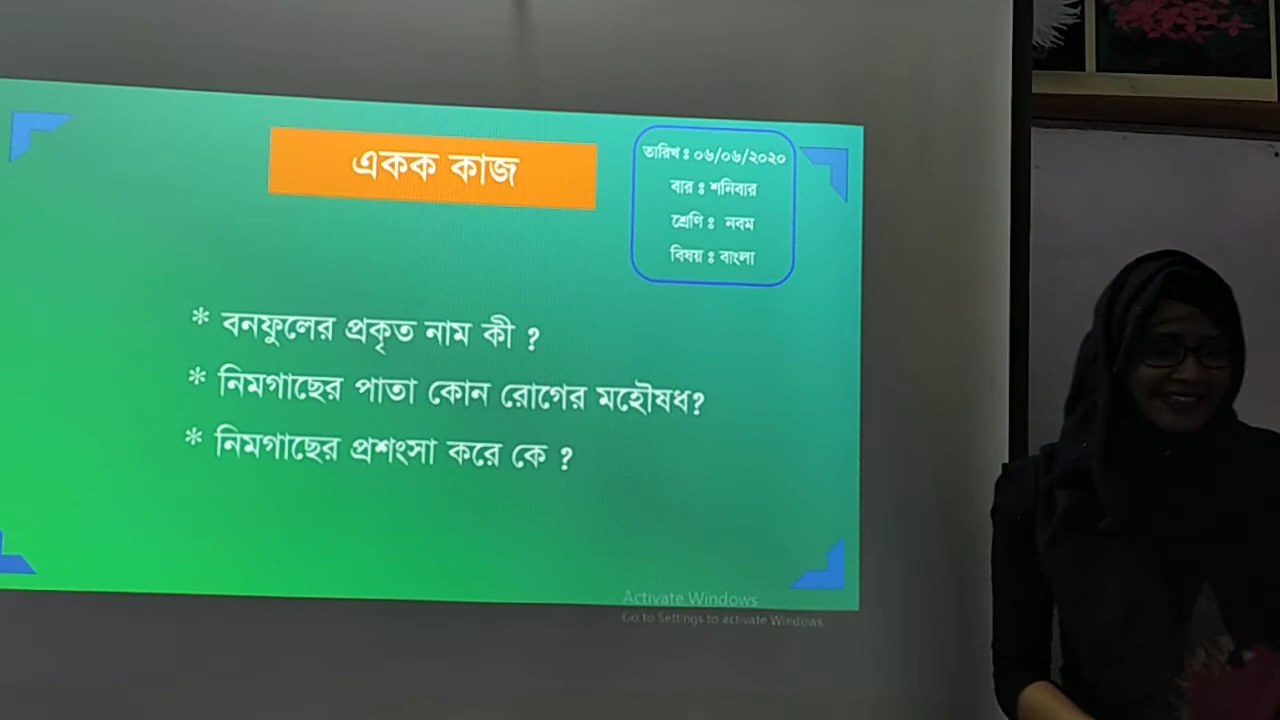 একক কাজ
তারিখ ঃ ০৬/০৬/২০২০
বার ঃ শনিবার
শ্রেণি ঃ নবম
বিষয় ঃ বাংলা
* বনফুলের প্রকৃত নাম কী ?
* নিমগাছের পাতা কোন রোগের মহৌষধ?
* নিমগাছের প্রশংসা করে কে ?
Activate Windows
Go to Settings to activate Windows.